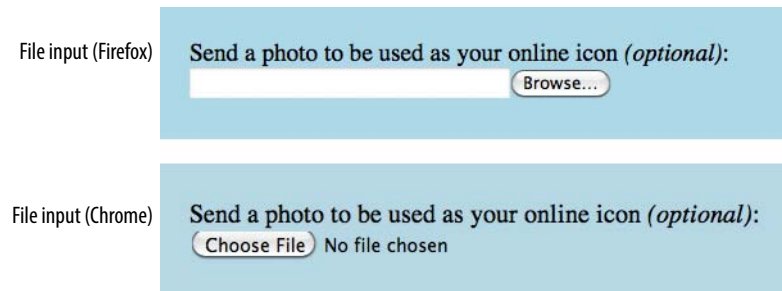 File input (Firefox)
Send a photo to be used as your online icon (optional):
Browse...
File input (Chrome)
Send a photo to be used as your online icon (optional):
Choose File No file chosen